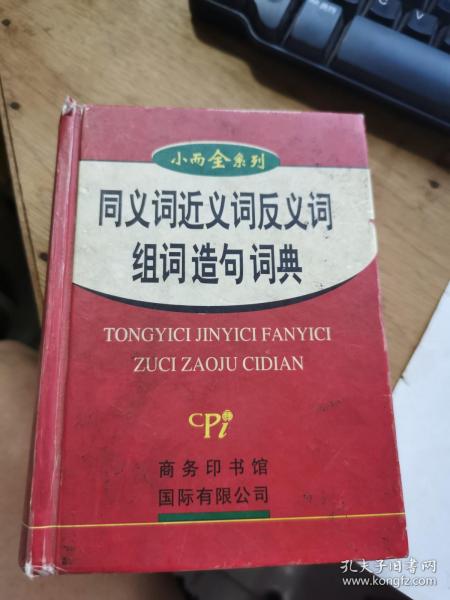 小而全系列
同义词近义词反义词
组词 造句 词典
TONGYICI JINYICI FANYICI
ZUCI ZAOJU CIDIAN
CPi
商务印书馆
国际有限公司
孔夫子旧书网
www.kongfz.com